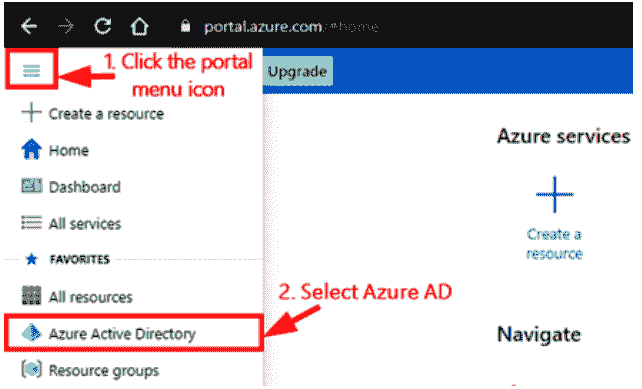 portal.azure.com/#home
1. Click the portal
menu icon
Upgrade
Create a resource
Home
Dashboard
All services
FAVORITES
All resources
Azure Active Directory
Resource groups
Azure services
Create a
resource
2. Select Azure AD
Navigate